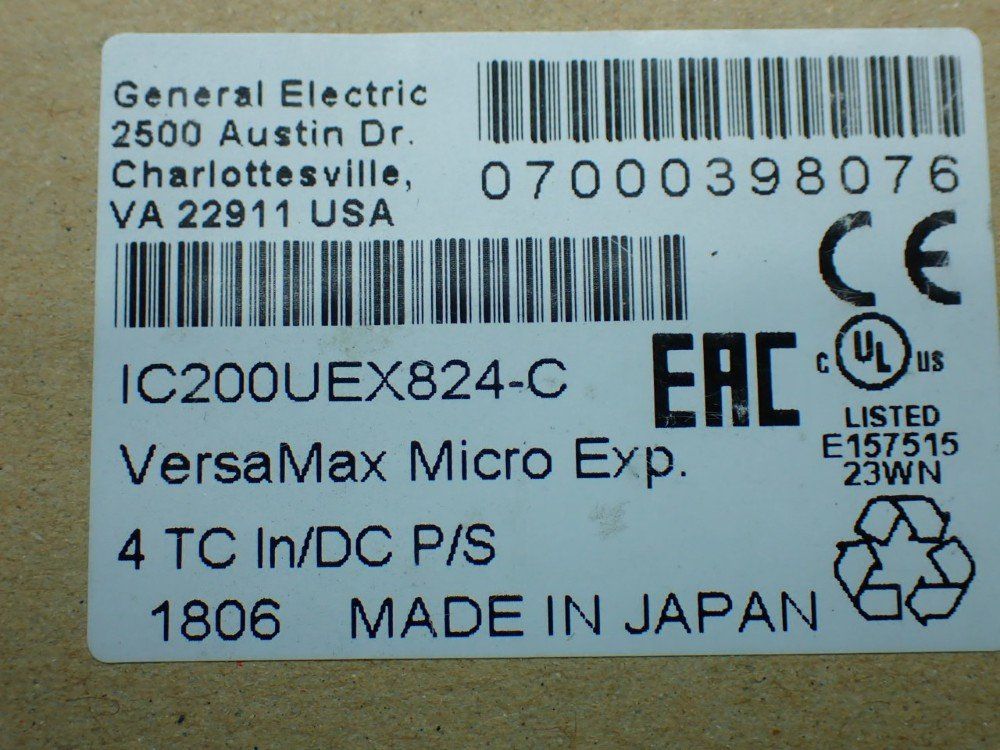 General Electric
2500 Austin Dr.
Charlottesville,
VA 22911 USA
07000398076
CE
IC200UEX824-C
EAC
C UL US
LISTED
E157515
23WN
VersaMax Micro Exp.
4 TC In/DC P/S
1806 MADE IN JAPAN